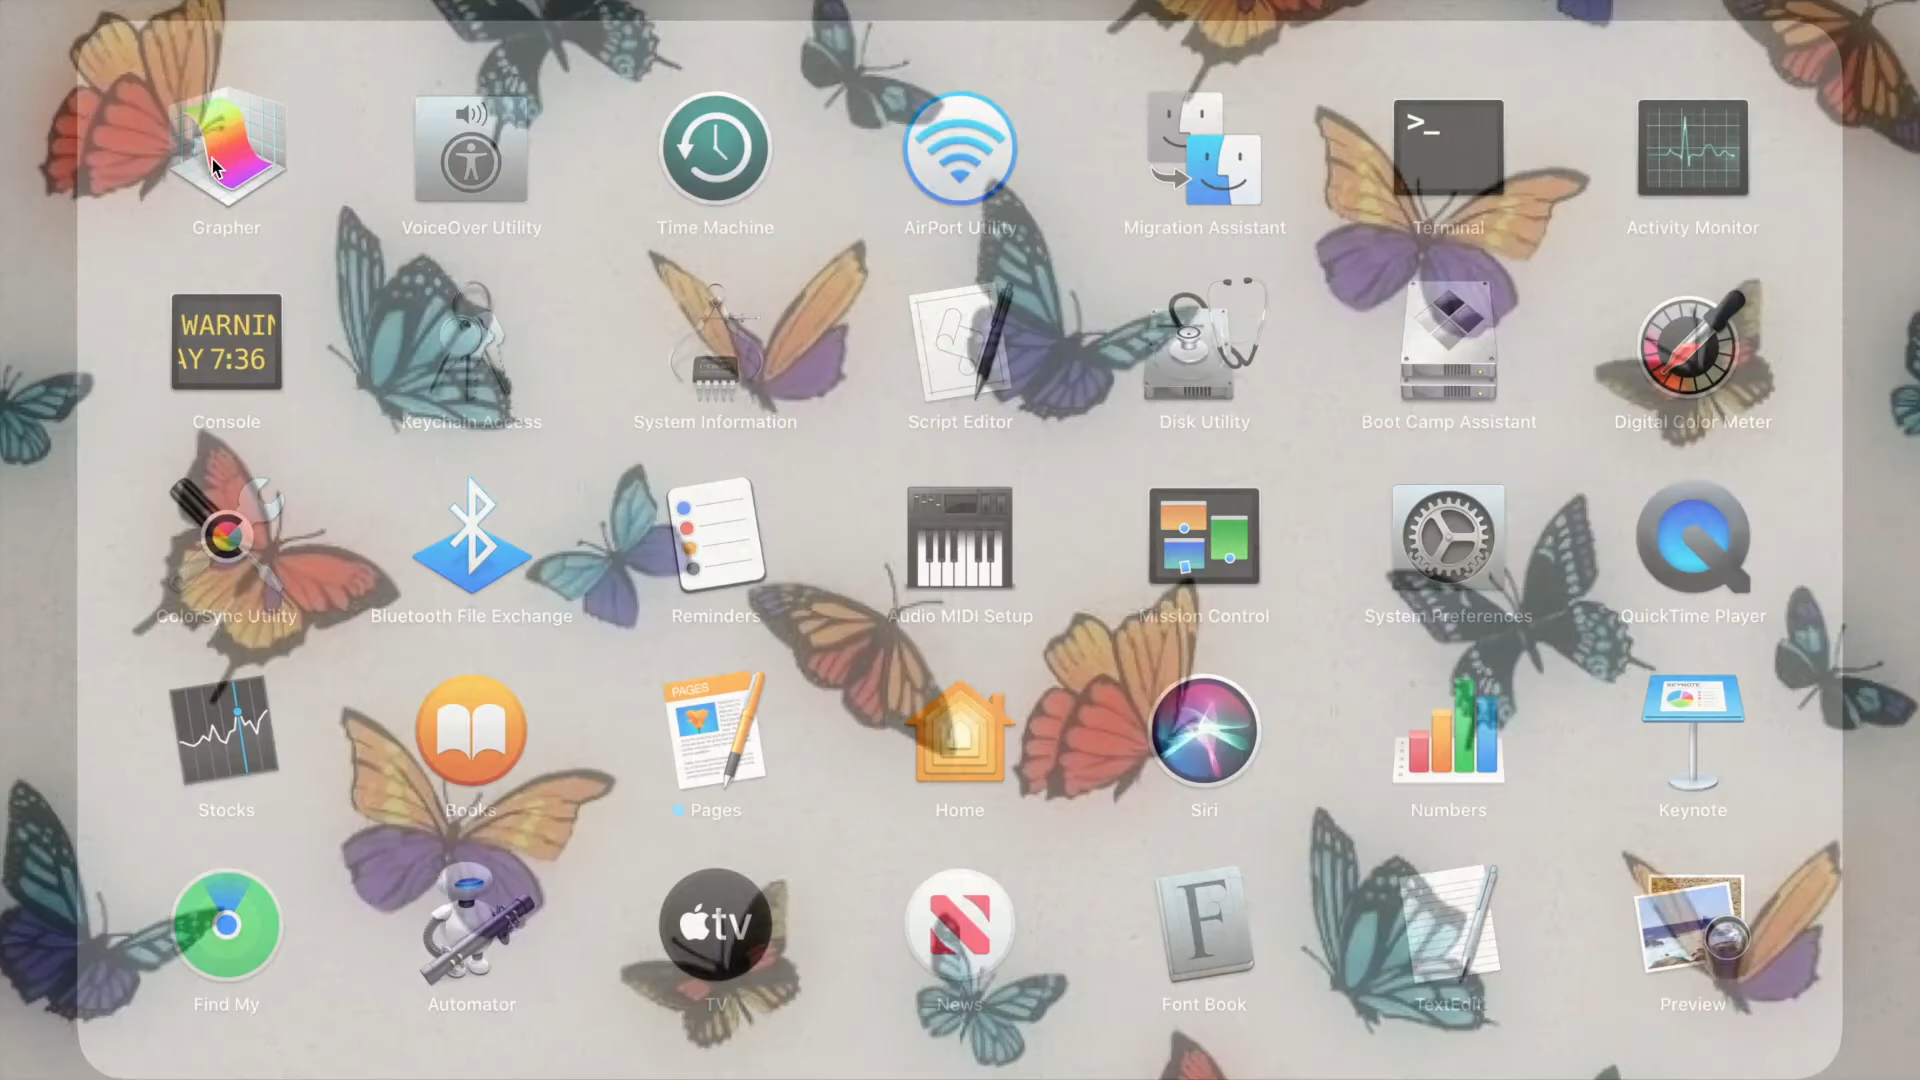 >_
Grapher
VoiceOver Utility
Time Machine
AirPort Utility
Migration Assistant
Terminal
Activity Monitor
WARNIN
AY 7:36
Console
Keychain Access
System Information
Script Editor
Disk Utility
Boot Camp Assistant
Digital Color Meter
ColorSync Utility
Bluetooth File Exchange
Reminders
Audio MIDI Setup
Mission Control
System Preferences
QuickTime Player
PAGES
KEYNOTE
Stocks
Books
Pages
Home
Siri
Numbers
Keynote
tv
F
Find My
Automator
TV
News
Font Book
TextEdit
Preview